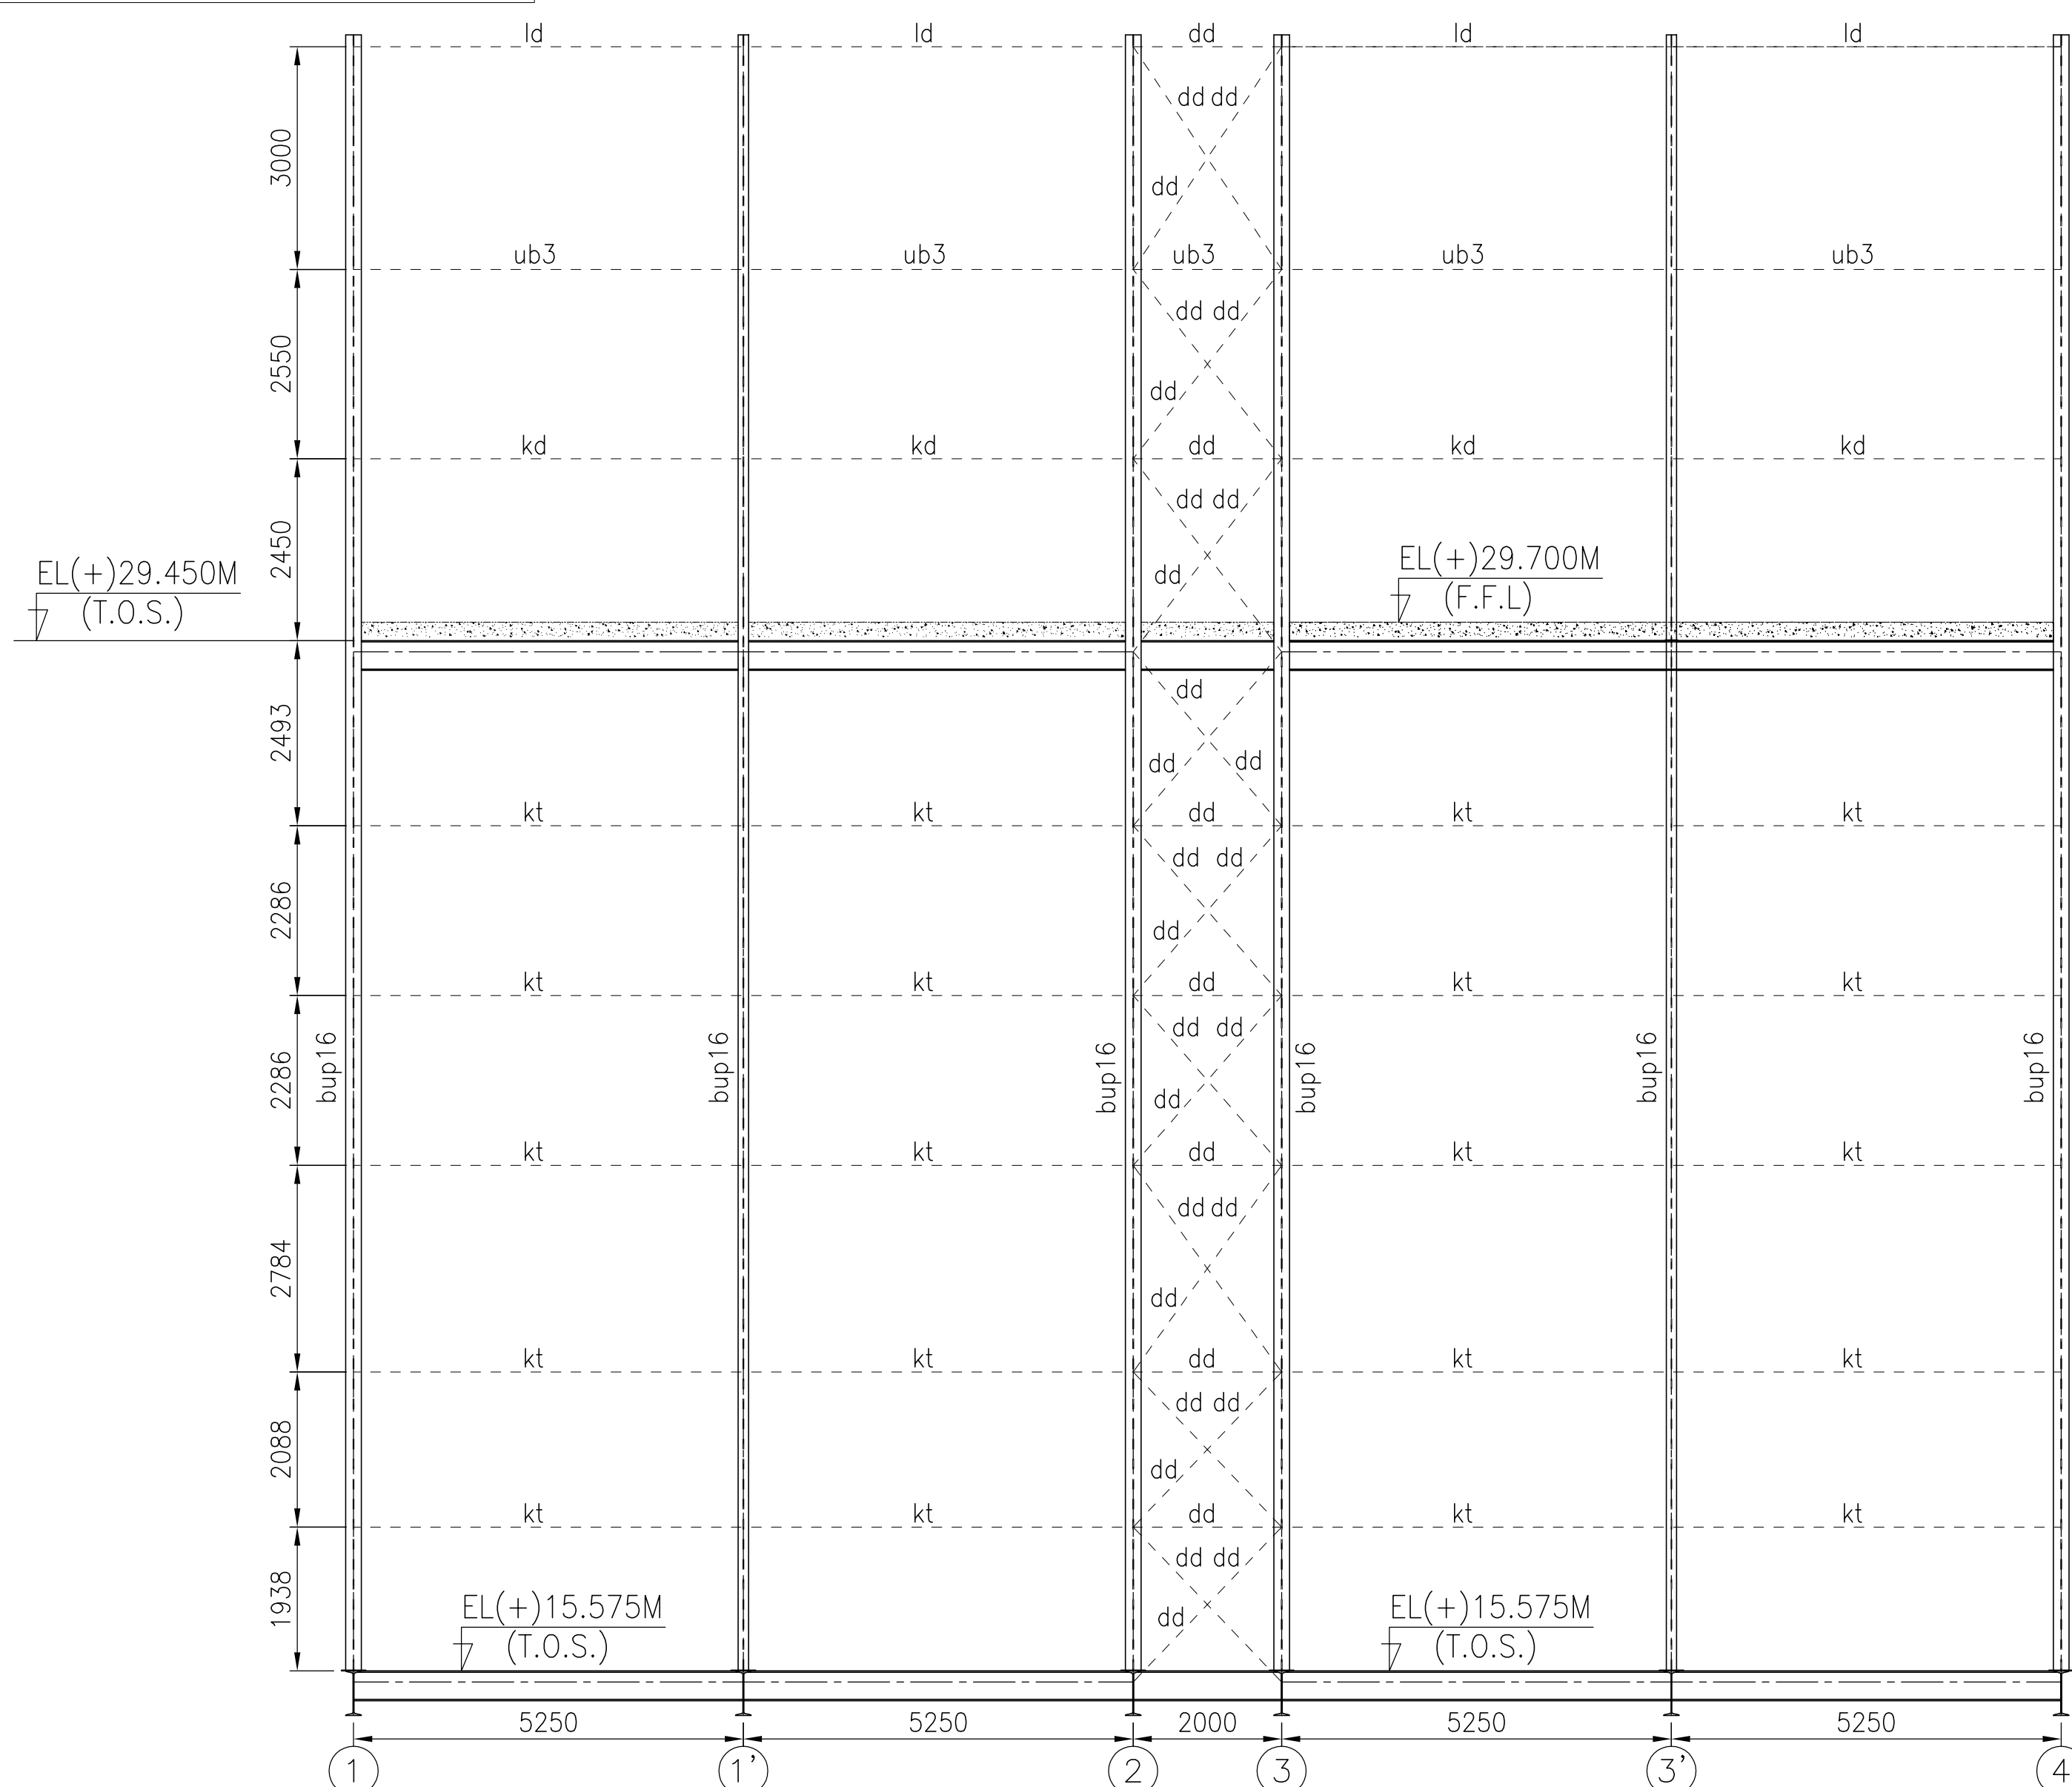 ld ld dd ld ld
dd dd
3000
dd
ub3 ub3 ub3 ub3 ub3
dd dd
2550
dd
kd kd dd kd kd
dd dd
2450
EL(+)29.450M
(T.O.S.)
dd
EL(+)29.700M
(F.F.L)
dd
2493
dd dd
kt kt dd kt kt
dd dd
2286
dd
kt kt dd kt kt
dd dd
2286
bup16 bup16 bup16 bup16 bup16 bup16
dd
kt kt dd kt kt
dd dd
2784
dd
kt kt dd kt kt
dd dd
2088
dd
kt kt dd kt kt
dd dd
1938
EL(+)15.575M
(T.O.S.)
dd
EL(+)15.575M
(T.O.S.)
5250 5250 2000 5250 5250
1 1' 2 3 3' 4